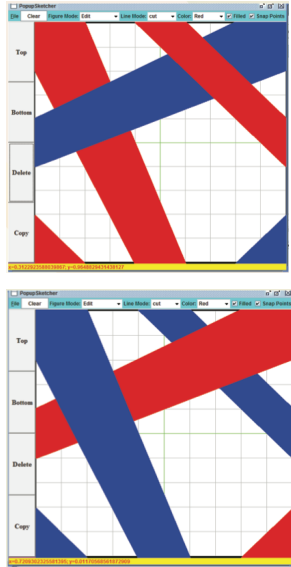 PopupSketcher
File Clear Figure Mode: Edit Line Mode: cut Color: Red Filled Snap Points
Top
Bottom
Delete
Copy
PopupSketcher
File Clear Figure Mode: Edit Line Mode: cut Color: Red Filled Snap Points
Top
Bottom
Delete
Copy